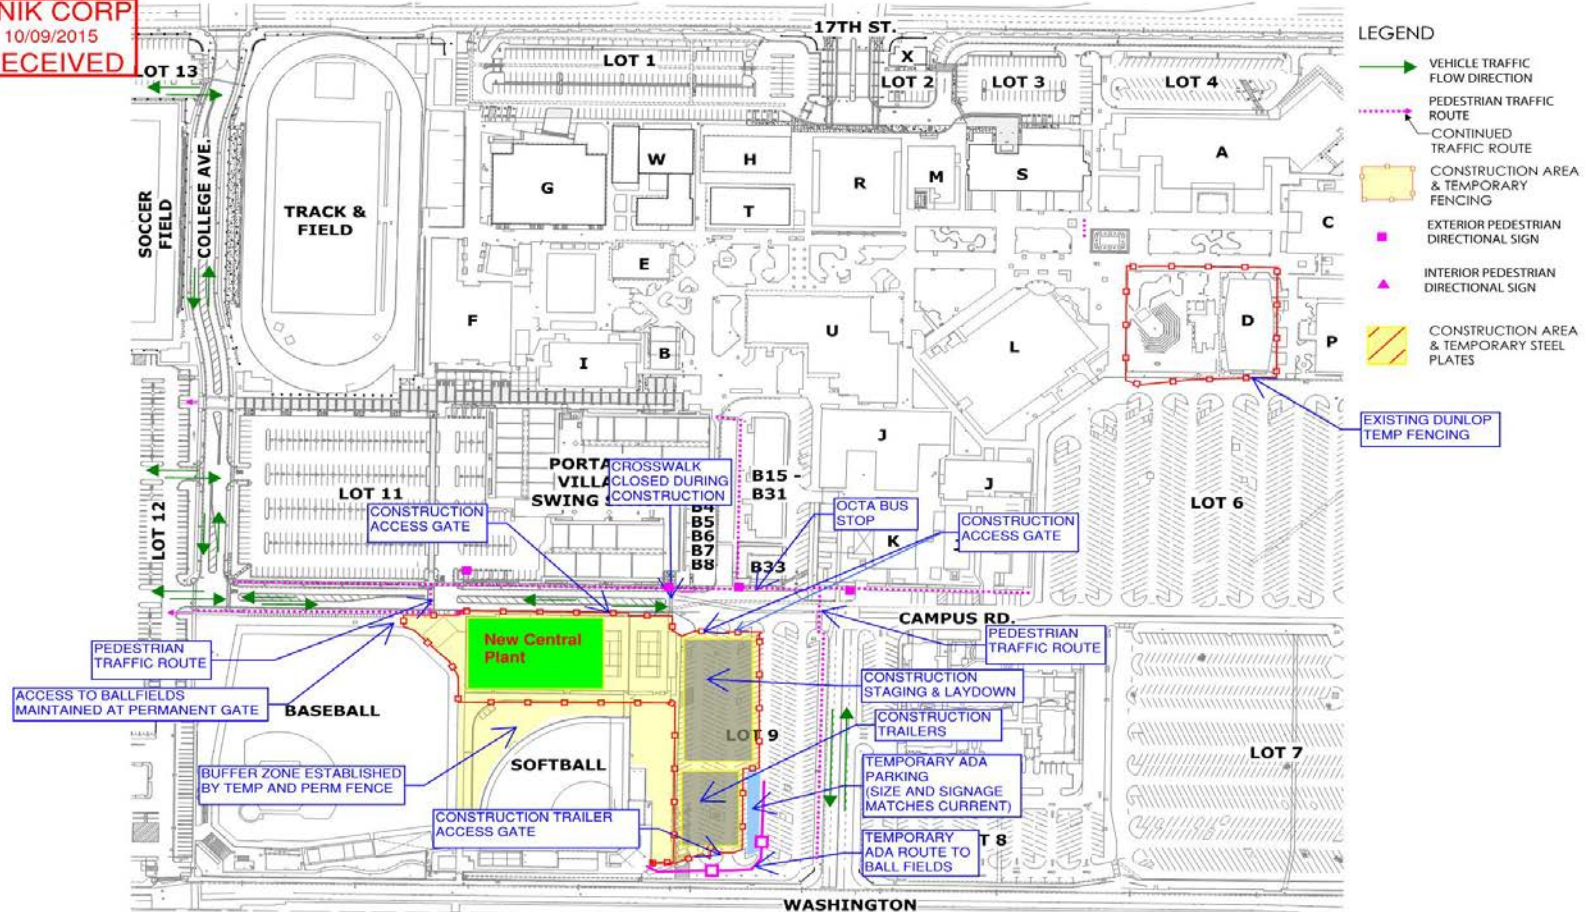 NIK CORP
10/09/2015
ECEIVED
17TH ST.
LOT 13
LOT 1
X
LOT 2
LOT 3
LOT 4
LEGEND
VEHICLE TRAFFIC
FLOW DIRECTION
PEDESTRIAN TRAFFIC
ROUTE
CONTINUED
TRAFFIC ROUTE
CONSTRUCTION AREA
& TEMPORARY
FENCING
EXTERIOR PEDESTRIAN
DIRECTIONAL SIGN
INTERIOR PEDESTRIAN
DIRECTIONAL SIGN
CONSTRUCTION AREA
& TEMPORARY STEEL
PLATES
SOCCER
FIELD
COLLEGE AVE.
TRACK &
FIELD
G
W
H
T
R
M
S
A
C
E
F
I
B
U
L
D
P
EXISTING DUNLOP
TEMP FENCING
J
J
LOT 12
LOT 11
PORTA
VILLA
SWING S
CROSSWALK
CLOSED DURING
CONSTRUCTION
B4
B5
B6
B7
B8
B15 -
B31
B33
K
LOT 6
CONSTRUCTION
ACCESS GATE
OCTA BUS
STOP
CONSTRUCTION
ACCESS GATE
CAMPUS RD.
New Central
Plant
PEDESTRIAN
TRAFFIC ROUTE
PEDESTRIAN
TRAFFIC ROUTE
ACCESS TO BALLFIELDS
MAINTAINED AT PERMANENT GATE
BASEBALL
CONSTRUCTION
STAGING & LAYDOWN
CONSTRUCTION
TRAILERS
LOT 9
LOT 7
SOFTBALL
BUFFER ZONE ESTABLISHED
BY TEMP AND PERM FENCE
TEMPORARY ADA
PARKING
(SIZE AND SIGNAGE
MATCHES CURRENT)
CONSTRUCTION TRAILER
ACCESS GATE
TEMPORARY
ADA ROUTE TO
BALL FIELDS
T 8
WASHINGTON